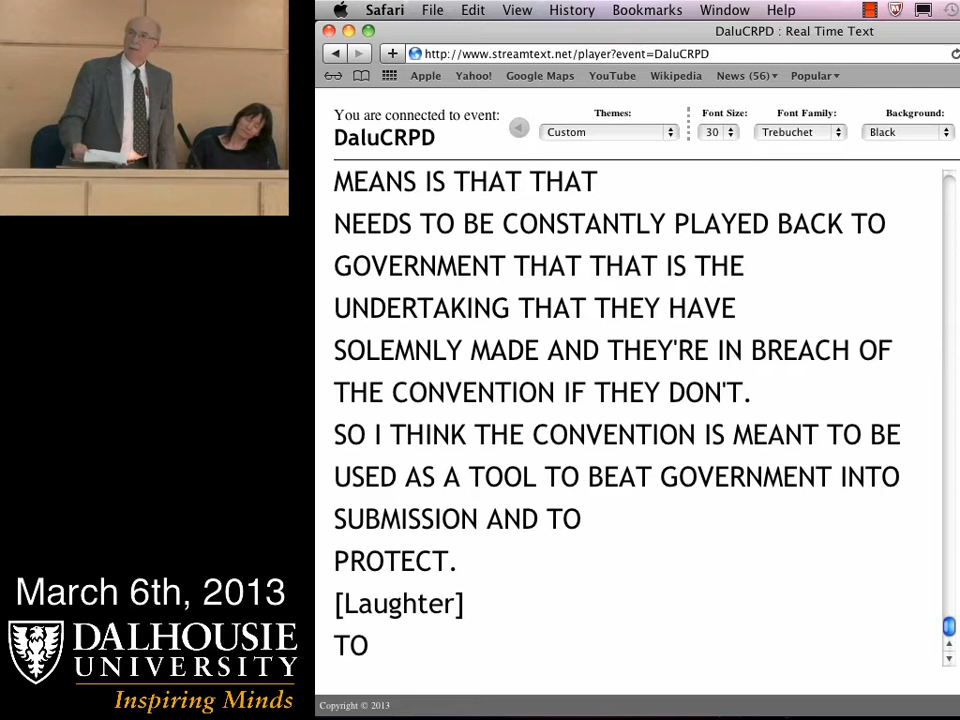 Safari File Edit View History Bookmarks Window Help
DaluCRPD : Real Time Text
http://www.streamtext.net/player?event=DaluCRPD
Apple Yahoo! Google Maps YouTube Wikipedia News (56) Popular
You are connected to event:
DaluCRPD
Themes: Font Size: Font Family: Background:
Custom 30 Trebuchet Black
MEANS IS THAT THAT
NEEDS TO BE CONSTANTLY PLAYED BACK TO
GOVERNMENT THAT THAT IS THE
UNDERTAKING THAT THEY HAVE
SOLEMNLY MADE AND THEY'RE IN BREACH OF
THE CONVENTION IF THEY DON'T.
SO I THINK THE CONVENTION IS MEANT TO BE
USED AS A TOOL TO BEAT GOVERNMENT INTO
SUBMISSION AND TO
PROTECT.
[Laughter]
TO
Copyright © 2013
March 6th, 2013
DALHOUSIE
UNIVERSITY
Inspiring Minds